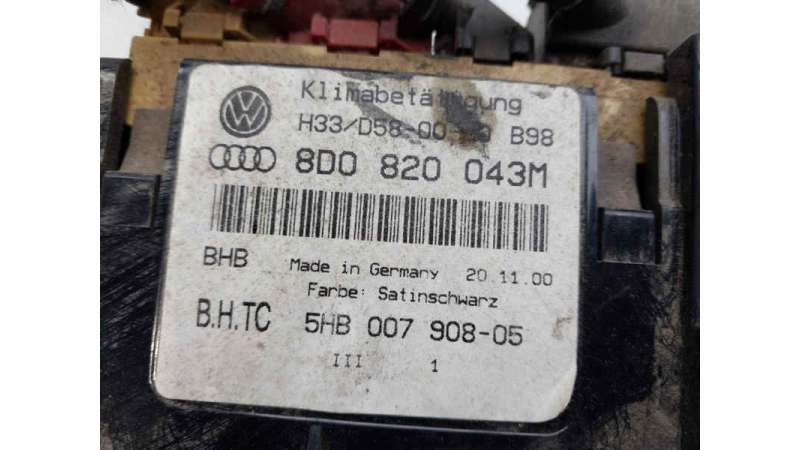 Klimabetätigung
H33/D58-00 B98
8D0 820 043M
BHB Made in Germany 20.11.00
Farbe: Satinschwarz
B.H.TC 5HB 007 908-05
III 1